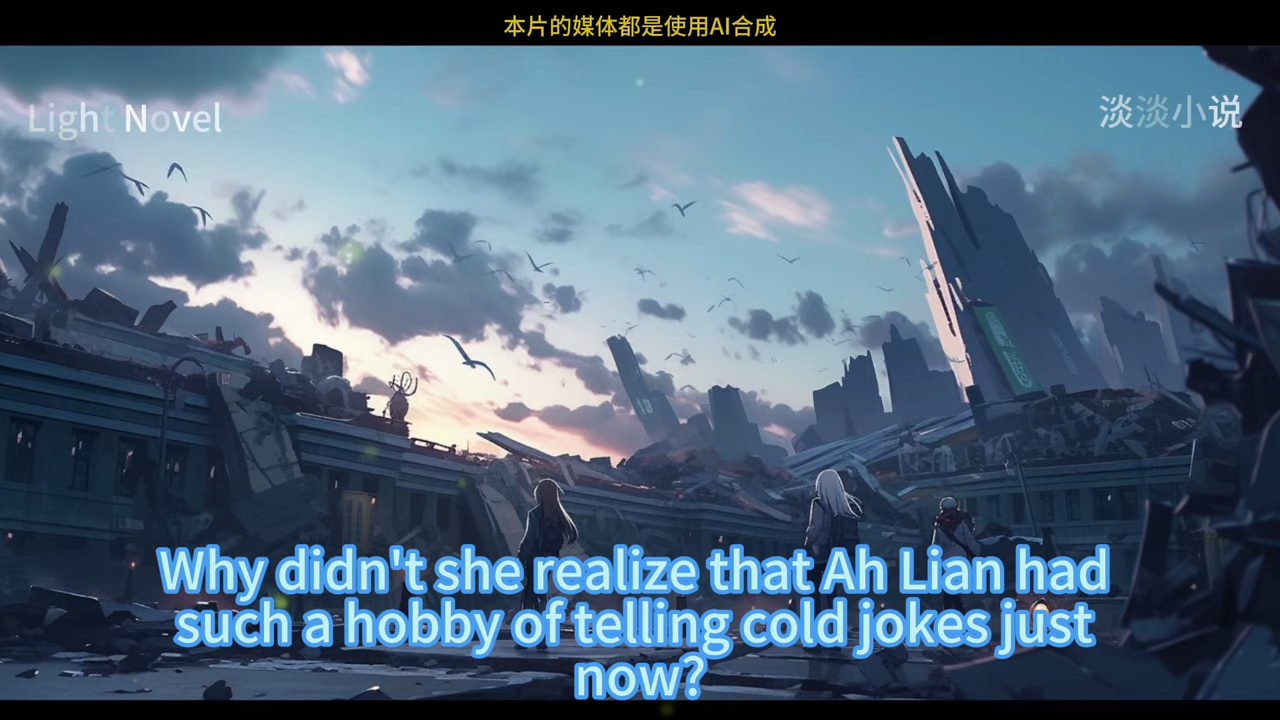 本片的媒体都是使用AI合成
Light Novel
淡淡小说
Why didn't she realize that Ah Lian had
such a hobby of telling cold jokes just
now?